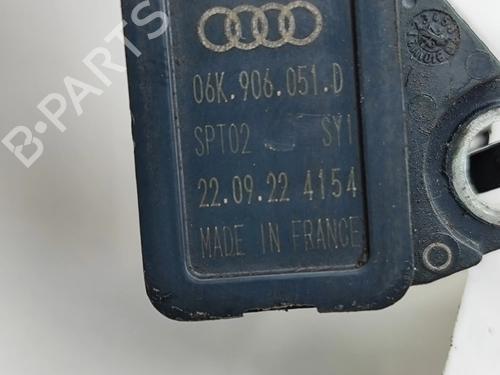 06K.906.051.D
SPT02 SY1
22.09.22 4154
MADE IN FRANCE
B-PARTS